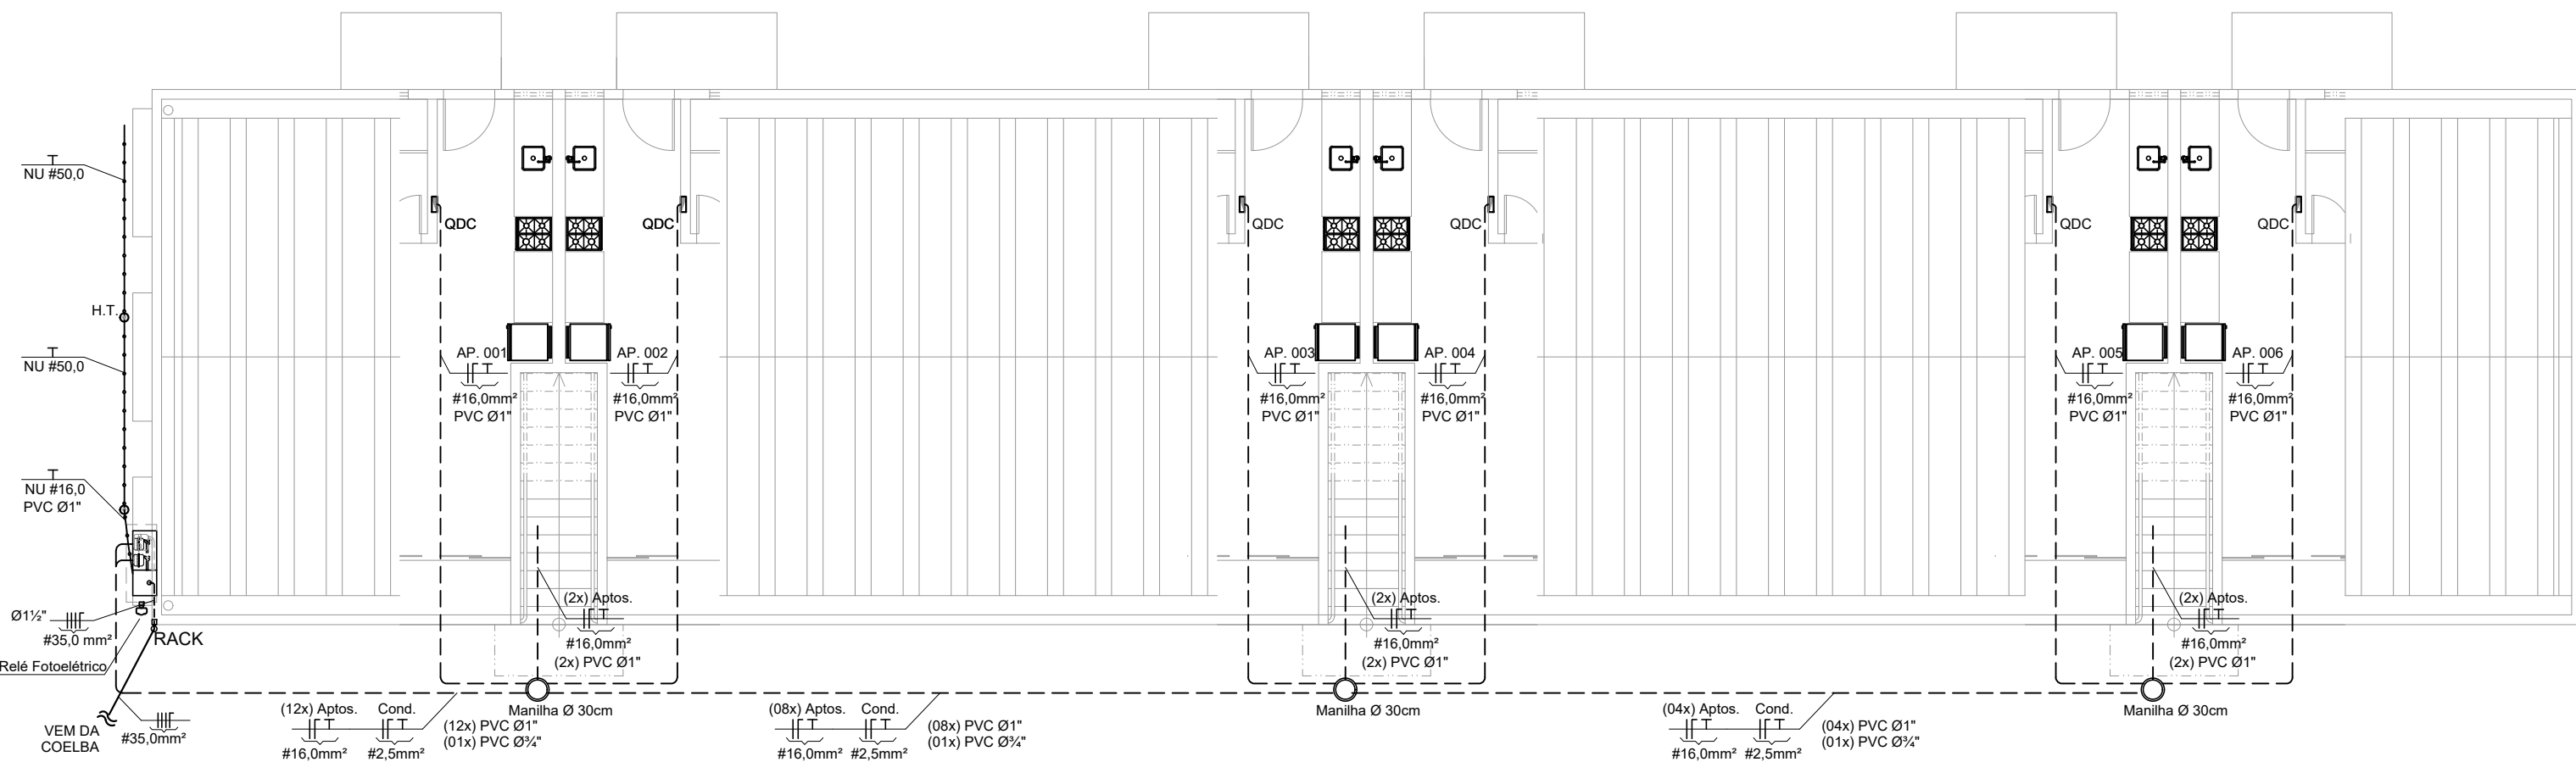 T
NU #50,0
H.T.
T
NU #50,0
T
NU #16,0
PVC Ø1"
Ø1½"
#35,0 mm²
RACK
Relé Fotoelétrico
VEM DA
COELBA
#35,0mm²
QDC
QDC
AP. 001
T
#16,0mm²
PVC Ø1"
AP. 002
T
#16,0mm²
PVC Ø1"
(2x) Aptos.
T
#16,0mm²
(2x) PVC Ø1"
Manilha Ø 30cm
(12x) Aptos.
T
#16,0mm²
Cond.
T
#2,5mm²
(12x) PVC Ø1"
(01x) PVC Ø¾"
QDC
QDC
AP. 003
T
#16,0mm²
PVC Ø1"
AP. 004
T
#16,0mm²
PVC Ø1"
(2x) Aptos.
T
#16,0mm²
(2x) PVC Ø1"
Manilha Ø 30cm
(08x) Aptos.
T
#16,0mm²
Cond.
T
#2,5mm²
(08x) PVC Ø1"
(01x) PVC Ø¾"
QDC
QDC
AP. 005
T
#16,0mm²
PVC Ø1"
AP. 006
T
#16,0mm²
PVC Ø1"
(2x) Aptos.
T
#16,0mm²
(2x) PVC Ø1"
Manilha Ø 30cm
(04x) Aptos.
T
#16,0mm²
Cond.
T
#2,5mm²
(04x) PVC Ø1"
(01x) PVC Ø¾"